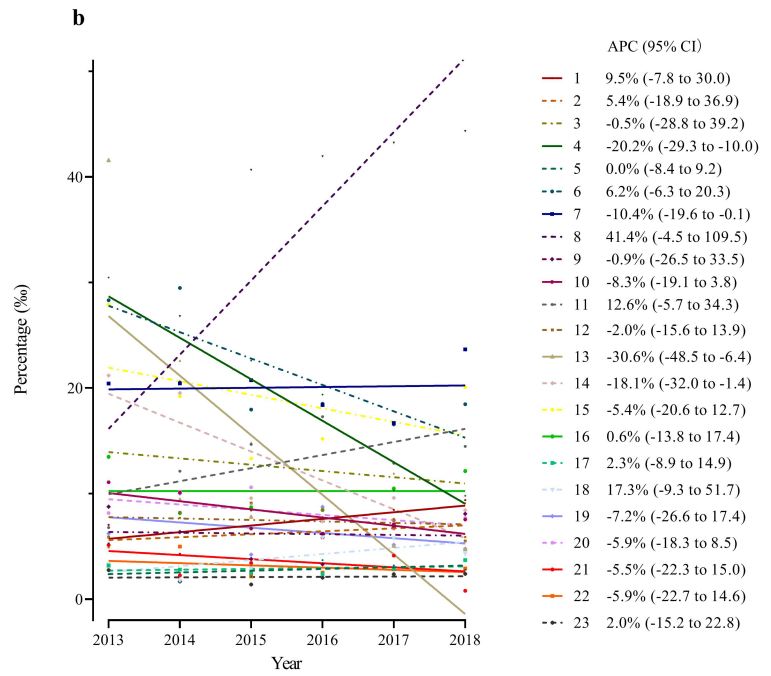 b
APC (95% CI)
1 9.5% (-7.8 to 30.0)
2 5.4% (-18.9 to 36.9)
3 -0.5% (-28.8 to 39.2)
4 -20.2% (-29.3 to -10.0)
5 0.0% (-8.4 to 9.2)
6 6.2% (-6.3 to 20.3)
7 -10.4% (-19.6 to -0.1)
8 41.4% (-4.5 to 109.5)
9 -0.9% (-26.5 to 33.5)
10 -8.3% (-19.1 to 3.8)
11 12.6% (-5.7 to 34.3)
12 -2.0% (-15.6 to 13.9)
13 -30.6% (-48.5 to -6.4)
14 -18.1% (-32.0 to -1.4)
15 -5.4% (-20.6 to 12.7)
16 0.6% (-13.8 to 17.4)
17 2.3% (-8.9 to 14.9)
18 17.3% (-9.3 to 51.7)
19 -7.2% (-26.6 to 17.4)
20 -5.9% (-18.3 to 8.5)
21 -5.5% (-22.3 to 15.0)
22 -5.9% (-22.7 to 14.6)
23 2.0% (-15.2 to 22.8)
Percentage (‰)
40
20
0
2013 2014 2015 2016 2017 2018
Year